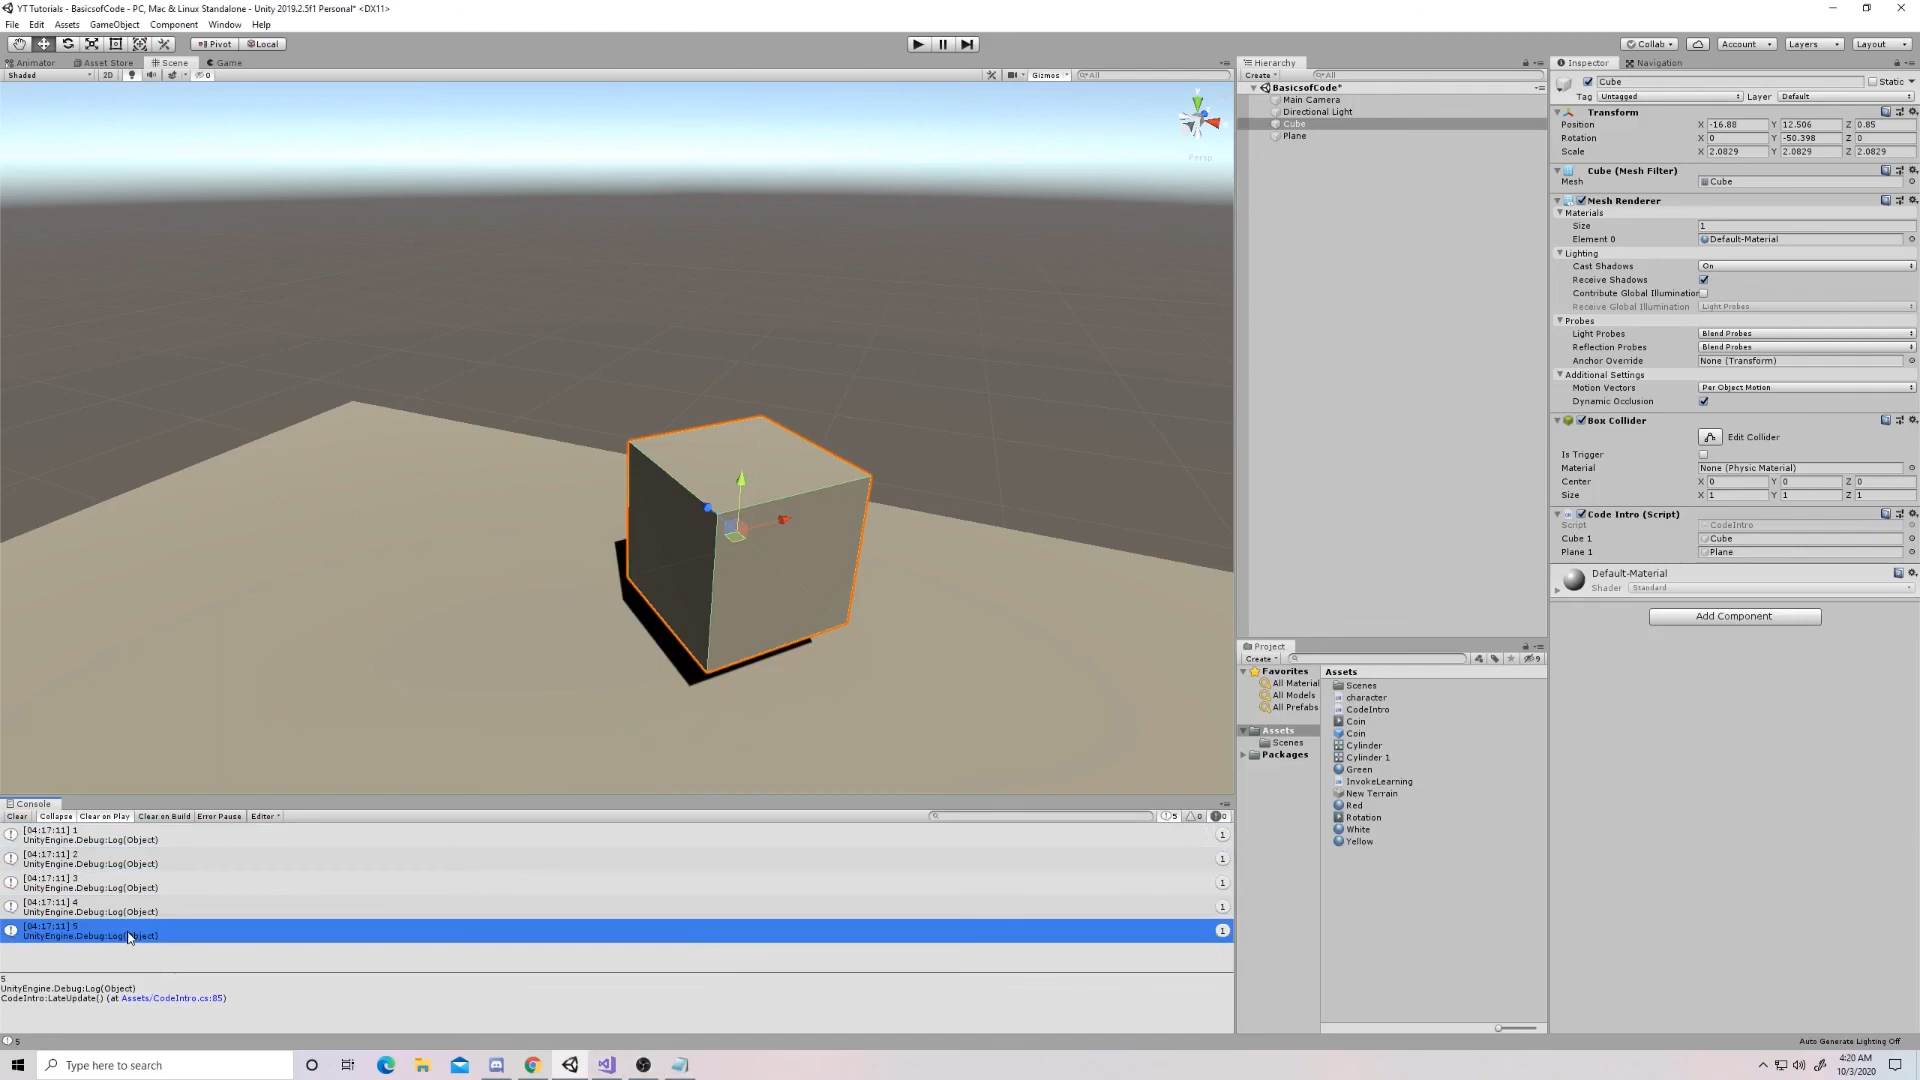 YT Tutorials - BasicsofCode - PC, Mac & Linux Standalone - Unity 2019.2.5f1 Personal* <DX11>
File Edit Assets GameObject Component Window Help
Pivot Local Collab Account Layers Layout
Animator Asset Store Scene Game
Shaded 2D 0 Gizmos All
Y
Persp
Hierarchy
Create All
BasicsofCode*
Main Camera
Directional Light
Cube
Plane
Inspector Navigation
Cube Static
Tag Untagged Layer Default
Transform
Position X -16.88 Y 12.506 Z 0.85
Rotation X 0 Y -50.398 Z 0
Scale X 2.0829 Y 2.0829 Z 2.0829
Cube (Mesh Filter)
Mesh Cube
Mesh Renderer
Materials
Size 1
Element 0 Default-Material
Lighting
Cast Shadows On
Receive Shadows
Contribute Global Illumination
Receive Global Illumination Light Probes
Probes
Light Probes Blend Probes
Reflection Probes Blend Probes
Anchor Override None (Transform)
Additional Settings
Motion Vectors Per Object Motion
Dynamic Occlusion
Box Collider
Edit Collider
Is Trigger
Material None (Physic Material)
Center X 0 Y 0 Z 0
Size X 1 Y 1 Z 1
Code Intro (Script)
Script CodeIntro
Cube 1 Cube
Plane 1 Plane
Default-Material
Shader Standard
Add Component
Project
Create 9
Favorites
All Material
All Models
All Prefabs
Assets
Scenes
Packages
Assets
Scenes
character
CodeIntro
Coin
Coin
Cylinder
Cylinder 1
Green
InvokeLearning
New Terrain
Red
Rotation
White
Yellow
Console
Clear Collapse Clear on Play Clear on Build Error Pause Editor 5 0 0
[04:17:11] 1
UnityEngine.Debug:Log(Object) 1
[04:17:11] 2
UnityEngine.Debug:Log(Object) 1
[04:17:11] 3
UnityEngine.Debug:Log(Object) 1
[04:17:11] 4
UnityEngine.Debug:Log(Object) 1
[04:17:11] 5
UnityEngine.Debug:Log(Object) 1
5
UnityEngine.Debug:Log(Object)
CodeIntro:LateUpdate() (at Assets/CodeIntro.cs:85)
5
Auto Generate Lighting Off
Type here to search
4:20 AM
10/3/2020